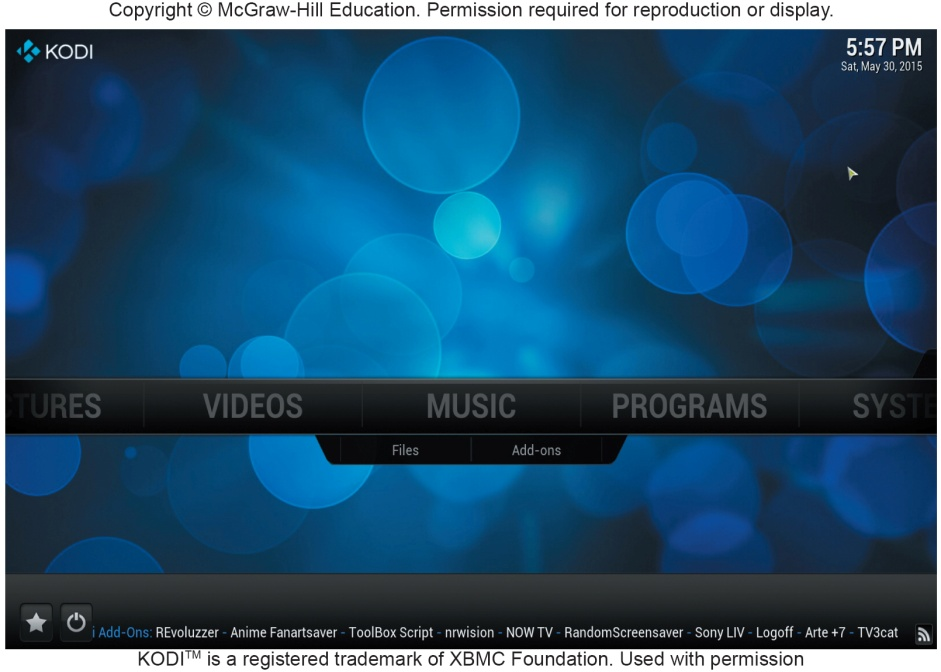 Copyright © McGraw-Hill Education. Permission required for reproduction or display.
KODI
5:57 PM
Sat, May 30, 2015
TURES VIDEOS MUSIC PROGRAMS SYSTE
Files Add-ons
i Add-Ons: REvoluzzer - Anime Fanartsaver - ToolBox Script - nrwision - NOW TV - RandomScreensaver - Sony LIV - Logoff - Arte +7 - TV3cat
KODI™ is a registered trademark of XBMC Foundation. Used with permission